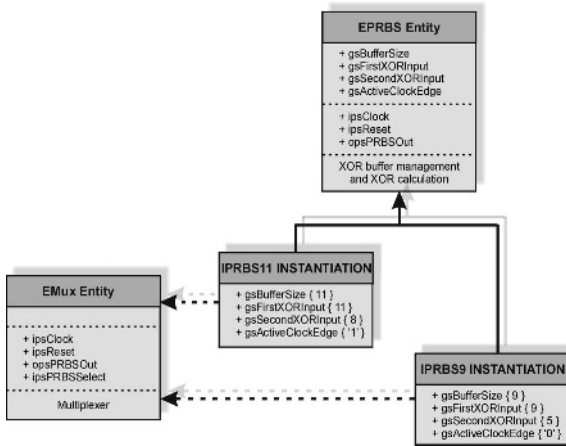 EPRBS Entity
+ gsBufferSize
+ gsFirstXORInput
+ gsSecondXORInput
+ gsActiveClockEdge
+ ipsClock
+ ipsReset
+ opsPRBSOut
XOR buffer management
and XOR calculation
IPRBS11 INSTANTIATION
+ gsBufferSize { 11 }
+ gsFirstXORInput { 11 }
+ gsSecondXORInput { 8 }
+ gsActiveClockEdge { '1' }
EMux Entity
+ ipsClock
+ ipsReset
+ opsPRBSOut
+ ipsPRBSSelect
Multiplexer
IPRBS9 INSTANTIATION
+ gsBufferSize { 9 }
+ gsFirstXORInput { 9 }
+ gsSecondXORInput { 5 }
+ gsActiveClockEdge { '0' }